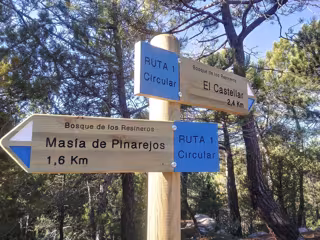 RUTA 1
Circular
Bosque de los Resineros
El Castellar
2,4 KM
Bosque de los Resineros
Masía de Pinarejos
1,6 Km
RUTA 1
Circular